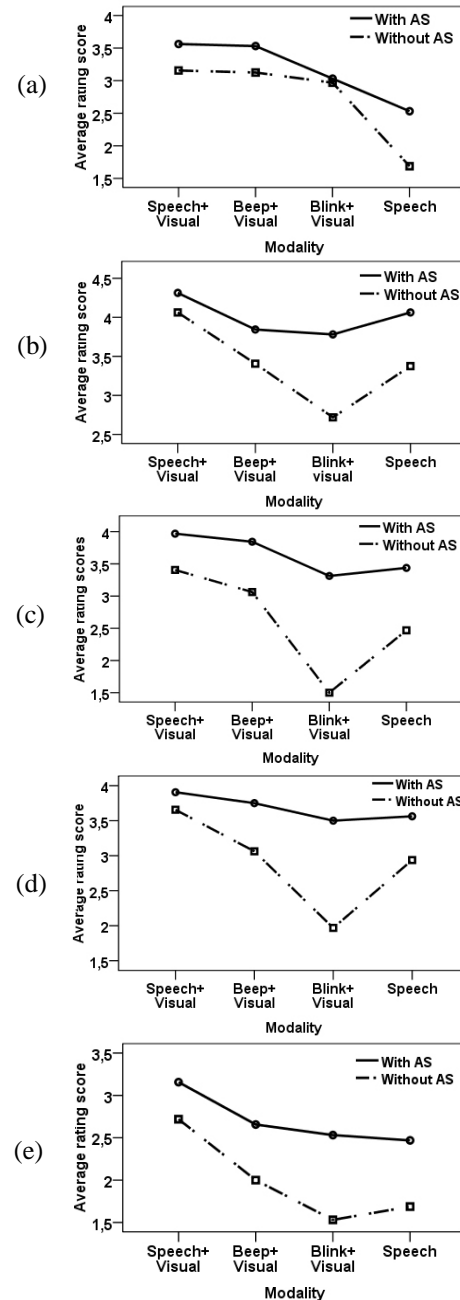 (a)
Average rating score
3,5
3
2,5
2
1,5
With AS
Without AS
Speech+
Visual
Beep+
Visual
Blink+
Visual
Speech
Modality
(b)
Average rating score
4,5
4
3,5
3
2,5
With AS
Without AS
Speech+
Visual
Beep+
Visual
Blink+
visual
Speech
Modality
(c)
Average rating scores
4
3,5
3
2,5
2
1,5
With AS
Without AS
Speech+
Visual
Beep+
Visual
Blink+
Visual
Speech
Modality
(d)
Average rating score
4
3,5
3
2,5
2
1,5
With AS
Without AS
Speech+
Visual
Beep+
Visual
Blink+
Visual
Speech
Modality
(e)
Average rating score
3,5
3
2,5
2
1,5
With AS
Without AS
Speech+
Visual
Beep+
Visual
Blink+
Visual
Speech
Modality